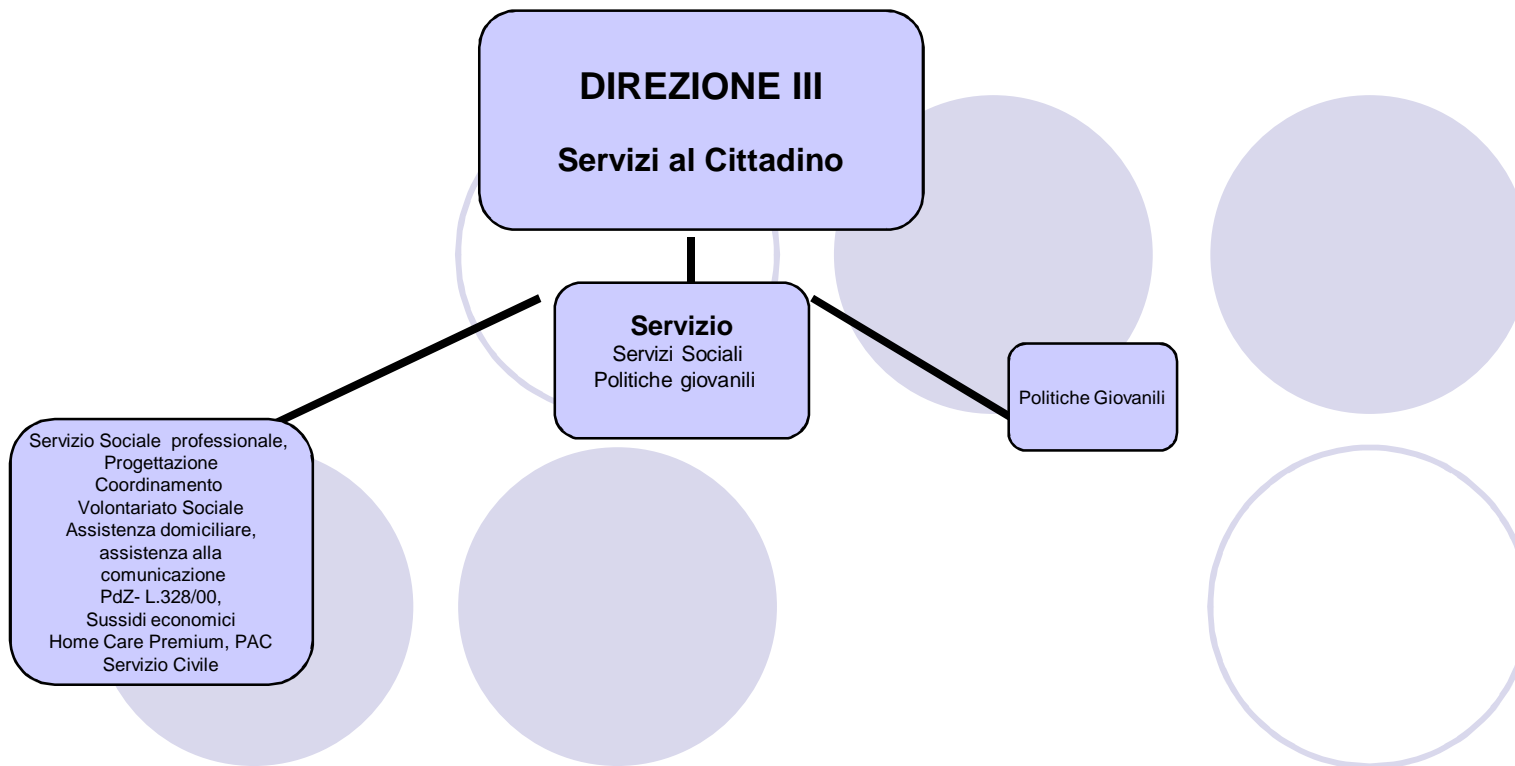 DIREZIONE III
Servizi al Cittadino
Servizio
Servizi Sociali
Politiche giovanili
Politiche Giovanili
Servizio Sociale professionale,
Progettazione
Coordinamento
Volontariato Sociale
Assistenza domiciliare,
assistenza alla
comunicazione
PdZ- L.328/00,
Sussidi economici
Home Care Premium, PAC
Servizio Civile